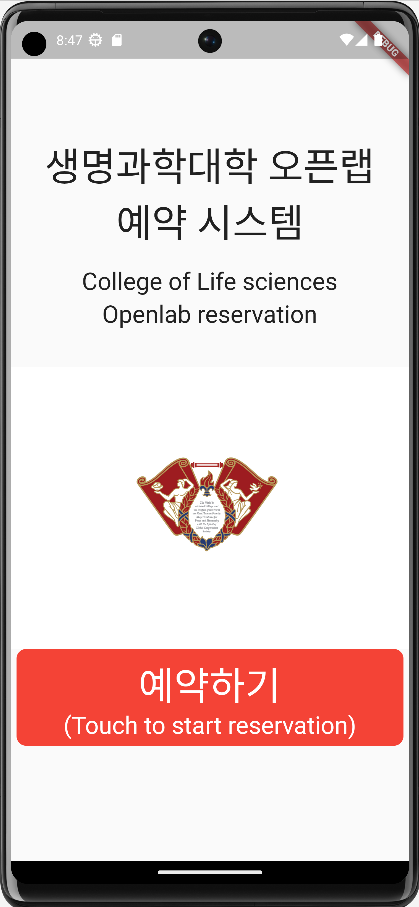 8:47
DEBUG
생명과학대학 오픈랩
예약 시스템
College of Life sciences
Openlab reservation
예약하기
(Touch to start reservation)